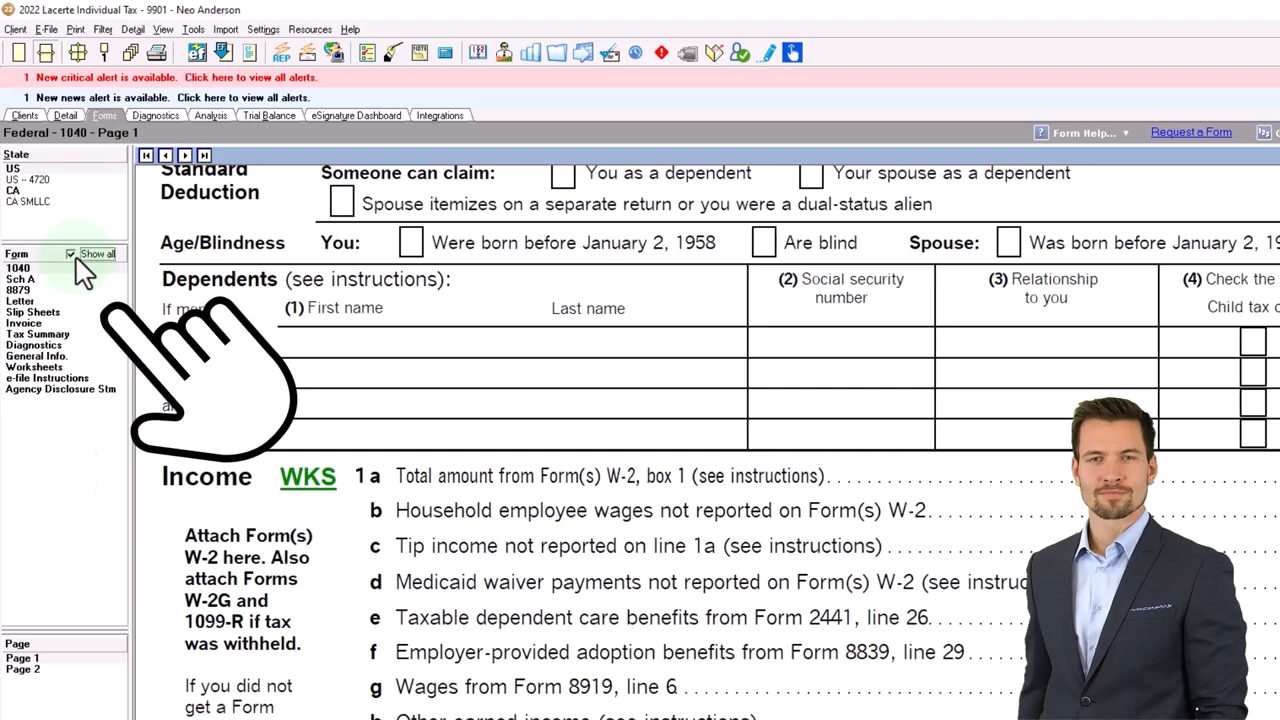 2022 Lacerte Individual Tax - 9901 - Neo Anderson
Client E-File Print Filter Detail View Tools Import Settings Resources Help
1 New critical alert is available. Click here to view all alerts.
1 New news alert is available. Click here to view all alerts.
Clients Detail Forms Diagnostics Analysis Trial Balance eSignature Dashboard Integrations
Federal - 1040 - Page 1
Form Help...
Request a Form
State
US
US -- 4720
CA
CA SMLLC
Form Show all
1040
Sch A
8879
Letter
Slip Sheets
Invoice
Tax Summary
Diagnostics
General Info.
Worksheets
e-file Instructions
Agency Disclosure Stm
Page
Page 1
Page 2
Standard Deduction
Someone can claim: You as a dependent Your spouse as a dependent
Spouse itemizes on a separate return or you were a dual-status alien
Age/Blindness You: Were born before January 2, 1958 Are blind Spouse: Was born before January 2, 19
Dependents (see instructions):
(2) Social security number
(3) Relationship to you
(4) Check the
Child tax c
If
(1) First name Last name
Income WKS 1 a Total amount from Form(s) W-2, box 1 (see instructions)
b Household employee wages not reported on Form(s) W-2
c Tip income not reported on line 1a (see instructions)
d Medicaid waiver payments not reported on Form(s) W-2 (see instruc
e Taxable dependent care benefits from Form 2441, line 26
f Employer-provided adoption benefits from Form 8839, line 29
g Wages from Form 8919, line 6
h Other earned income (see instructions)
Attach Form(s)
W-2 here. Also
attach Forms
W-2G and
1099-R if tax
was withheld.
If you did not
get a Form